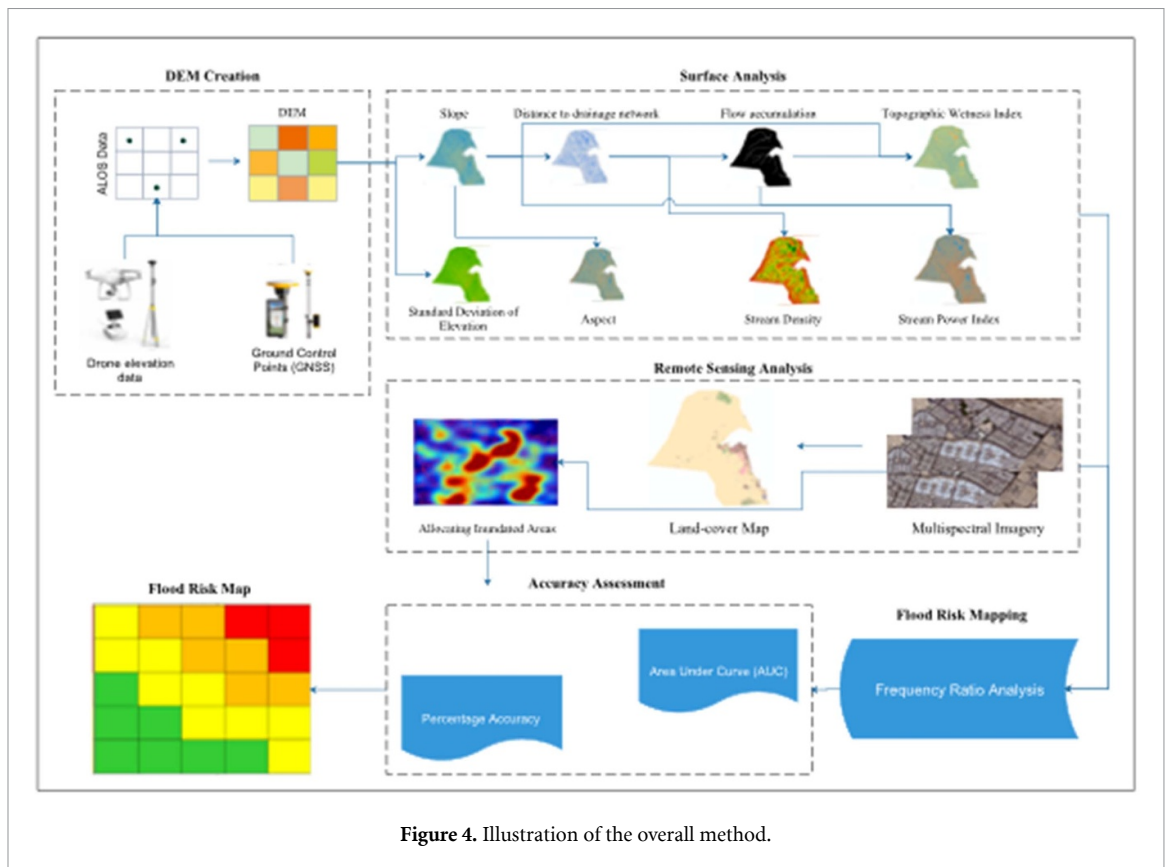 DEM Creation
DEM
ALOS Data
Drone elevation
data
Ground Control
Points (GNSS)
Surface Analysis
Slope
Distance to drainage network
Flow accumulation
Topographic Wetness Index
Standard Deviation of
Elevation
Aspect
Stream Density
Stream Power Index
Remote Sensing Analysis
Allocating Inundated Areas
Land-cover Map
Multispectral Imagery
Accuracy Assessment
Flood Risk Map
Flood Risk Mapping
Area Under Curve (AUC)
Percentage Accuracy
Frequency Ratio Analysis
Figure 4. Illustration of the overall method.